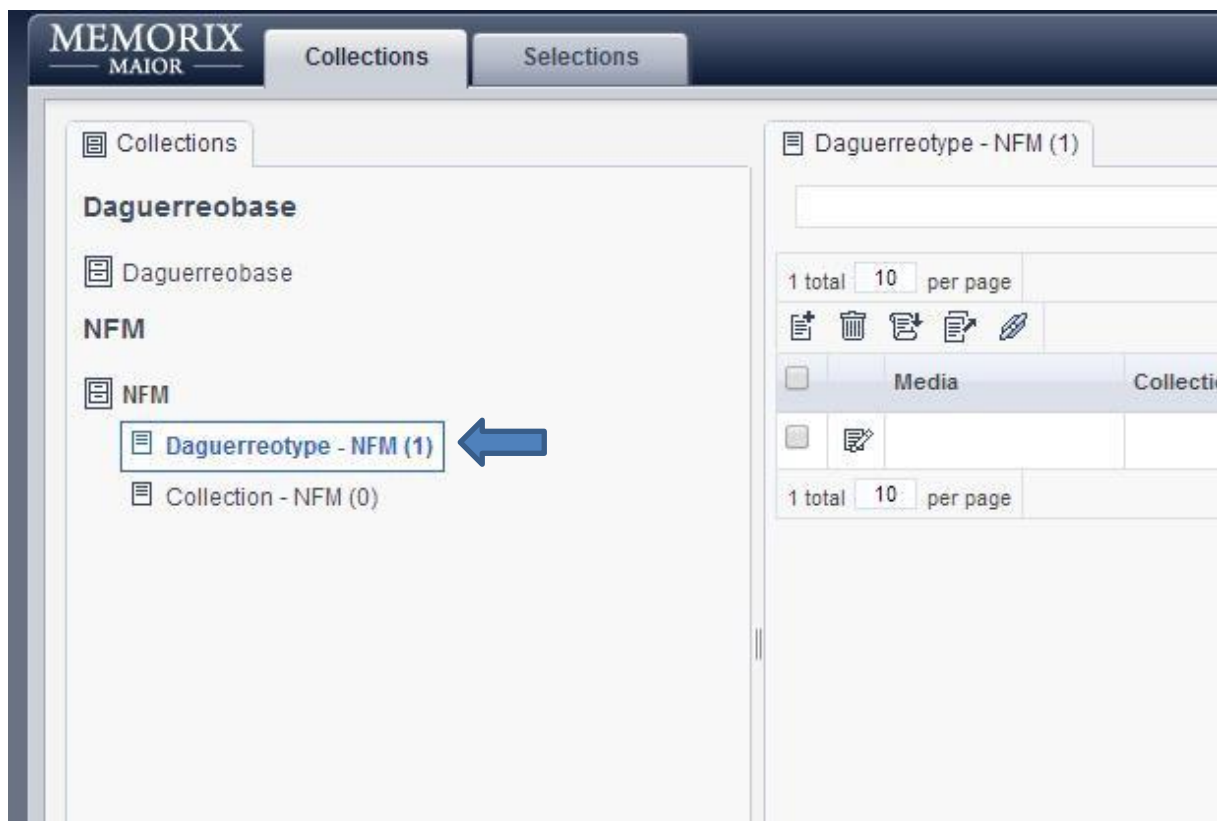 MEMORIX
MAIOR
Collections
Selections
Collections
Daguerreobase
Daguerreobase
NFM
NFM
Daguerreotype - NFM (1)
Collection - NFM (0)
Daguerreotype - NFM (1)
1 total 10 per page
Media Collecti
1 total 10 per page